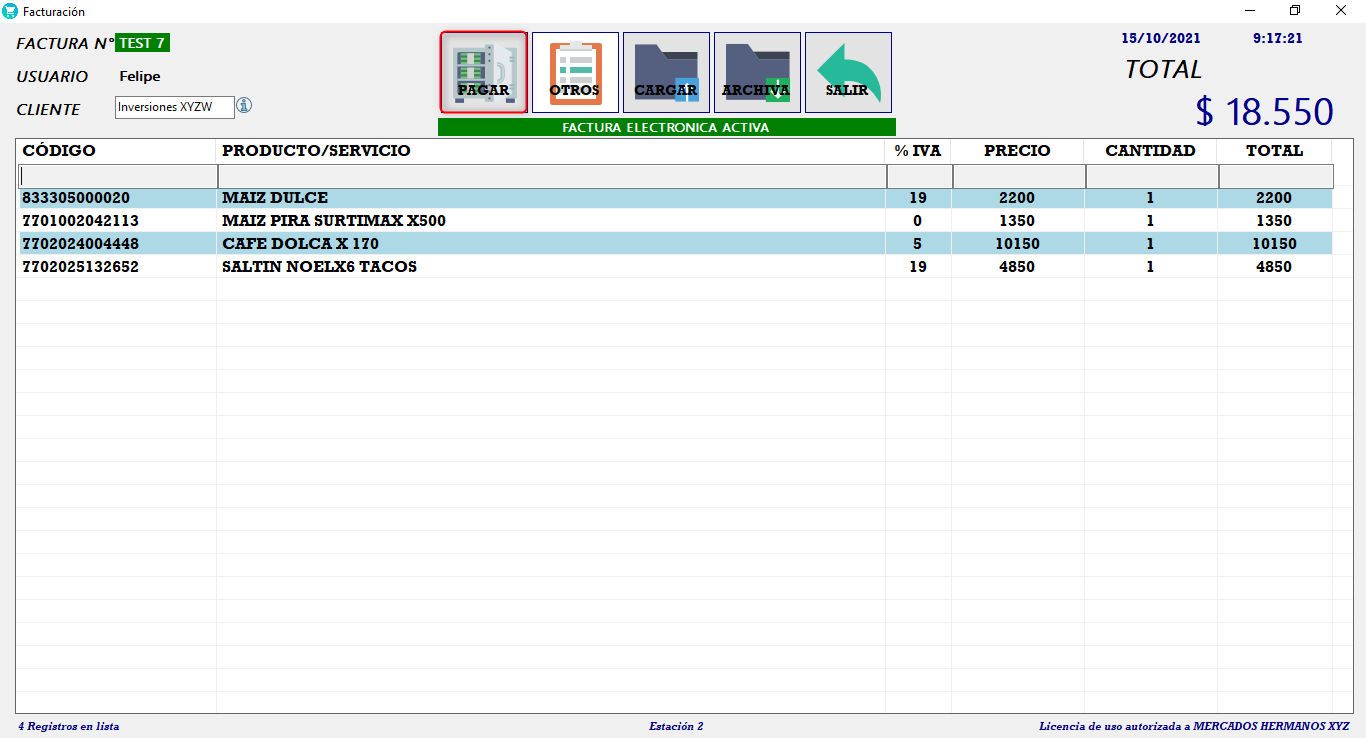 Facturación
FACTURA N° TEST 7
USUARIO Felipe
CLIENTE Inversiones XYZW
PAGAR OTROS CARGAR ARCHIVA SALIR
FACTURA ELECTRONICA ACTIVA
15/10/2021 9:17:21
TOTAL
$ 18.550
CÓDIGO PRODUCTO/SERVICIO % IVA PRECIO CANTIDAD TOTAL
833305000020 MAIZ DULCE 19 2200 1 2200
7701002042113 MAIZ PIRA SURTIMAX X500 0 1350 1 1350
7702024004448 CAFE DOLCA X 170 5 10150 1 10150
7702025132652 SALTIN NOELX6 TACOS 19 4850 1 4850
4 Registros en lista Estación 2 Licencia de uso autorizada a MERCADOS HERMANOS XYZ